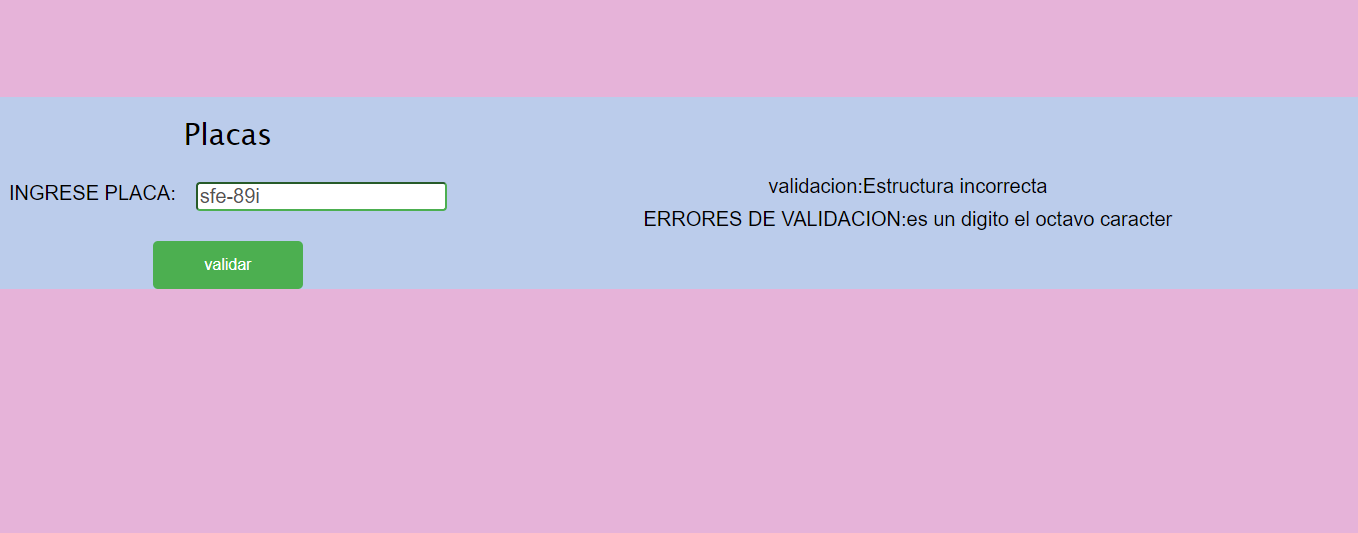 Placas
INGRESE PLACA: sfe-89i
validar
validacion:Estructura incorrecta
ERRORES DE VALIDACION:es un digito el octavo caracter